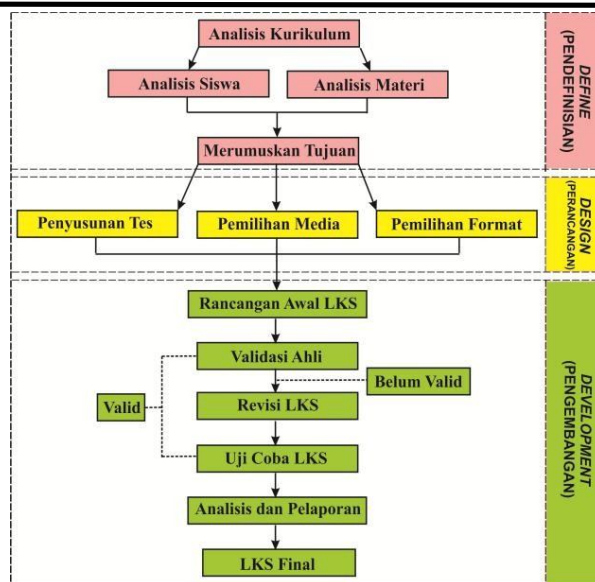 Analisis Kurikulum
Analisis Siswa
Analisis Materi
Merumuskan Tujuan
DEFINE
(PENDEFINISIAN)
Penyusunan Tes
Pemilihan Media
Pemilihan Format
DESIGN
(PERANCANGAN)
Rancangan Awal LKS
Validasi Ahli
Belum Valid
Valid
Revisi LKS
Uji Coba LKS
Analisis dan Pelaporan
LKS Final
DEVELOPMENT
(PENGEMBANGAN)